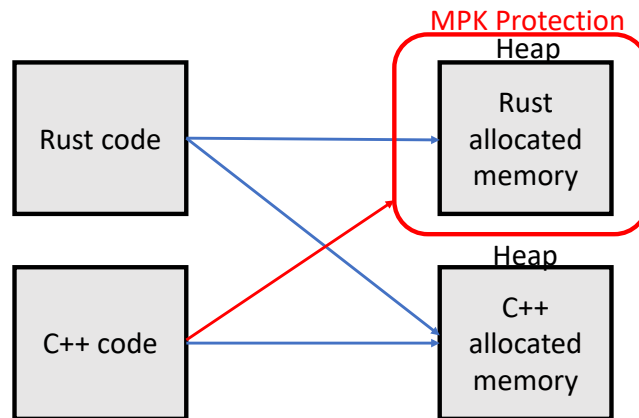 MPK Protection
Heap
Rust code
Rust
allocated
memory
Heap
C++ code
C++
allocated
memory